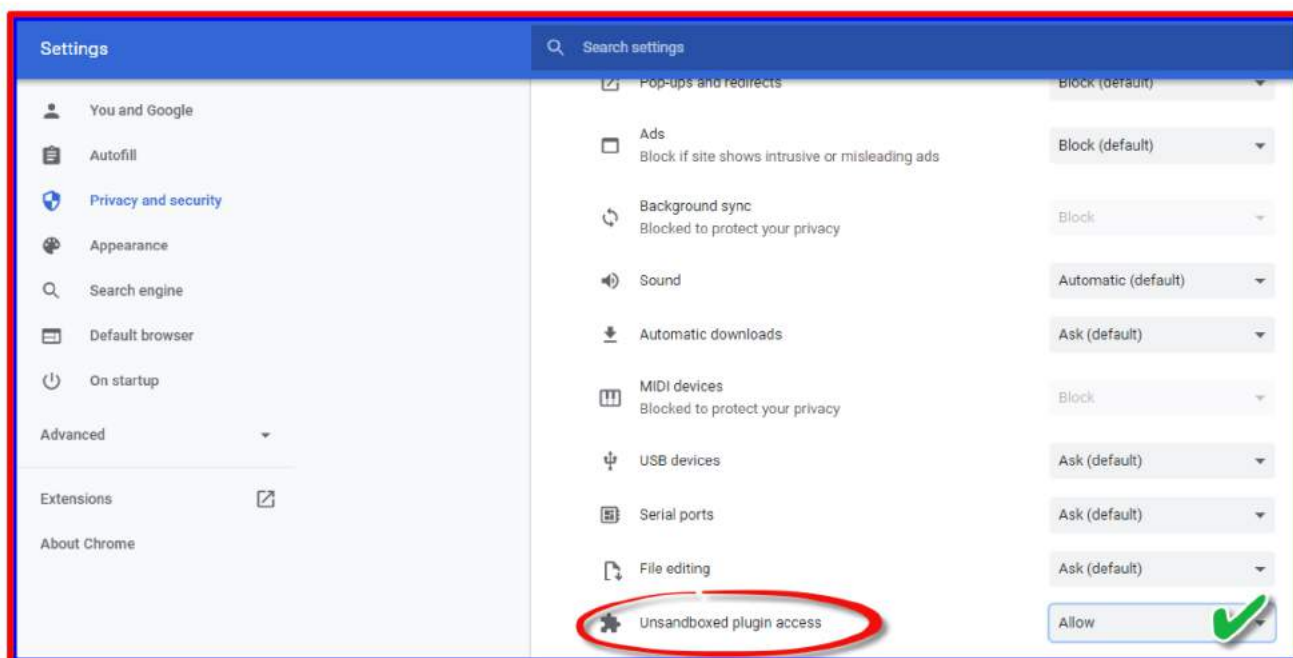 Settings
Search settings
You and Google
Autofill
Privacy and security
Appearance
Search engine
Default browser
On startup
Advanced
Extensions
About Chrome
Pop-ups and redirects
Block (default)
Ads
Block if site shows intrusive or misleading ads
Block (default)
Background sync
Blocked to protect your privacy
Block
Sound
Automatic (default)
Automatic downloads
Ask (default)
MIDI devices
Blocked to protect your privacy
Block
USB devices
Ask (default)
Serial ports
Ask (default)
File editing
Ask (default)
Unsandboxed plugin access
Allow